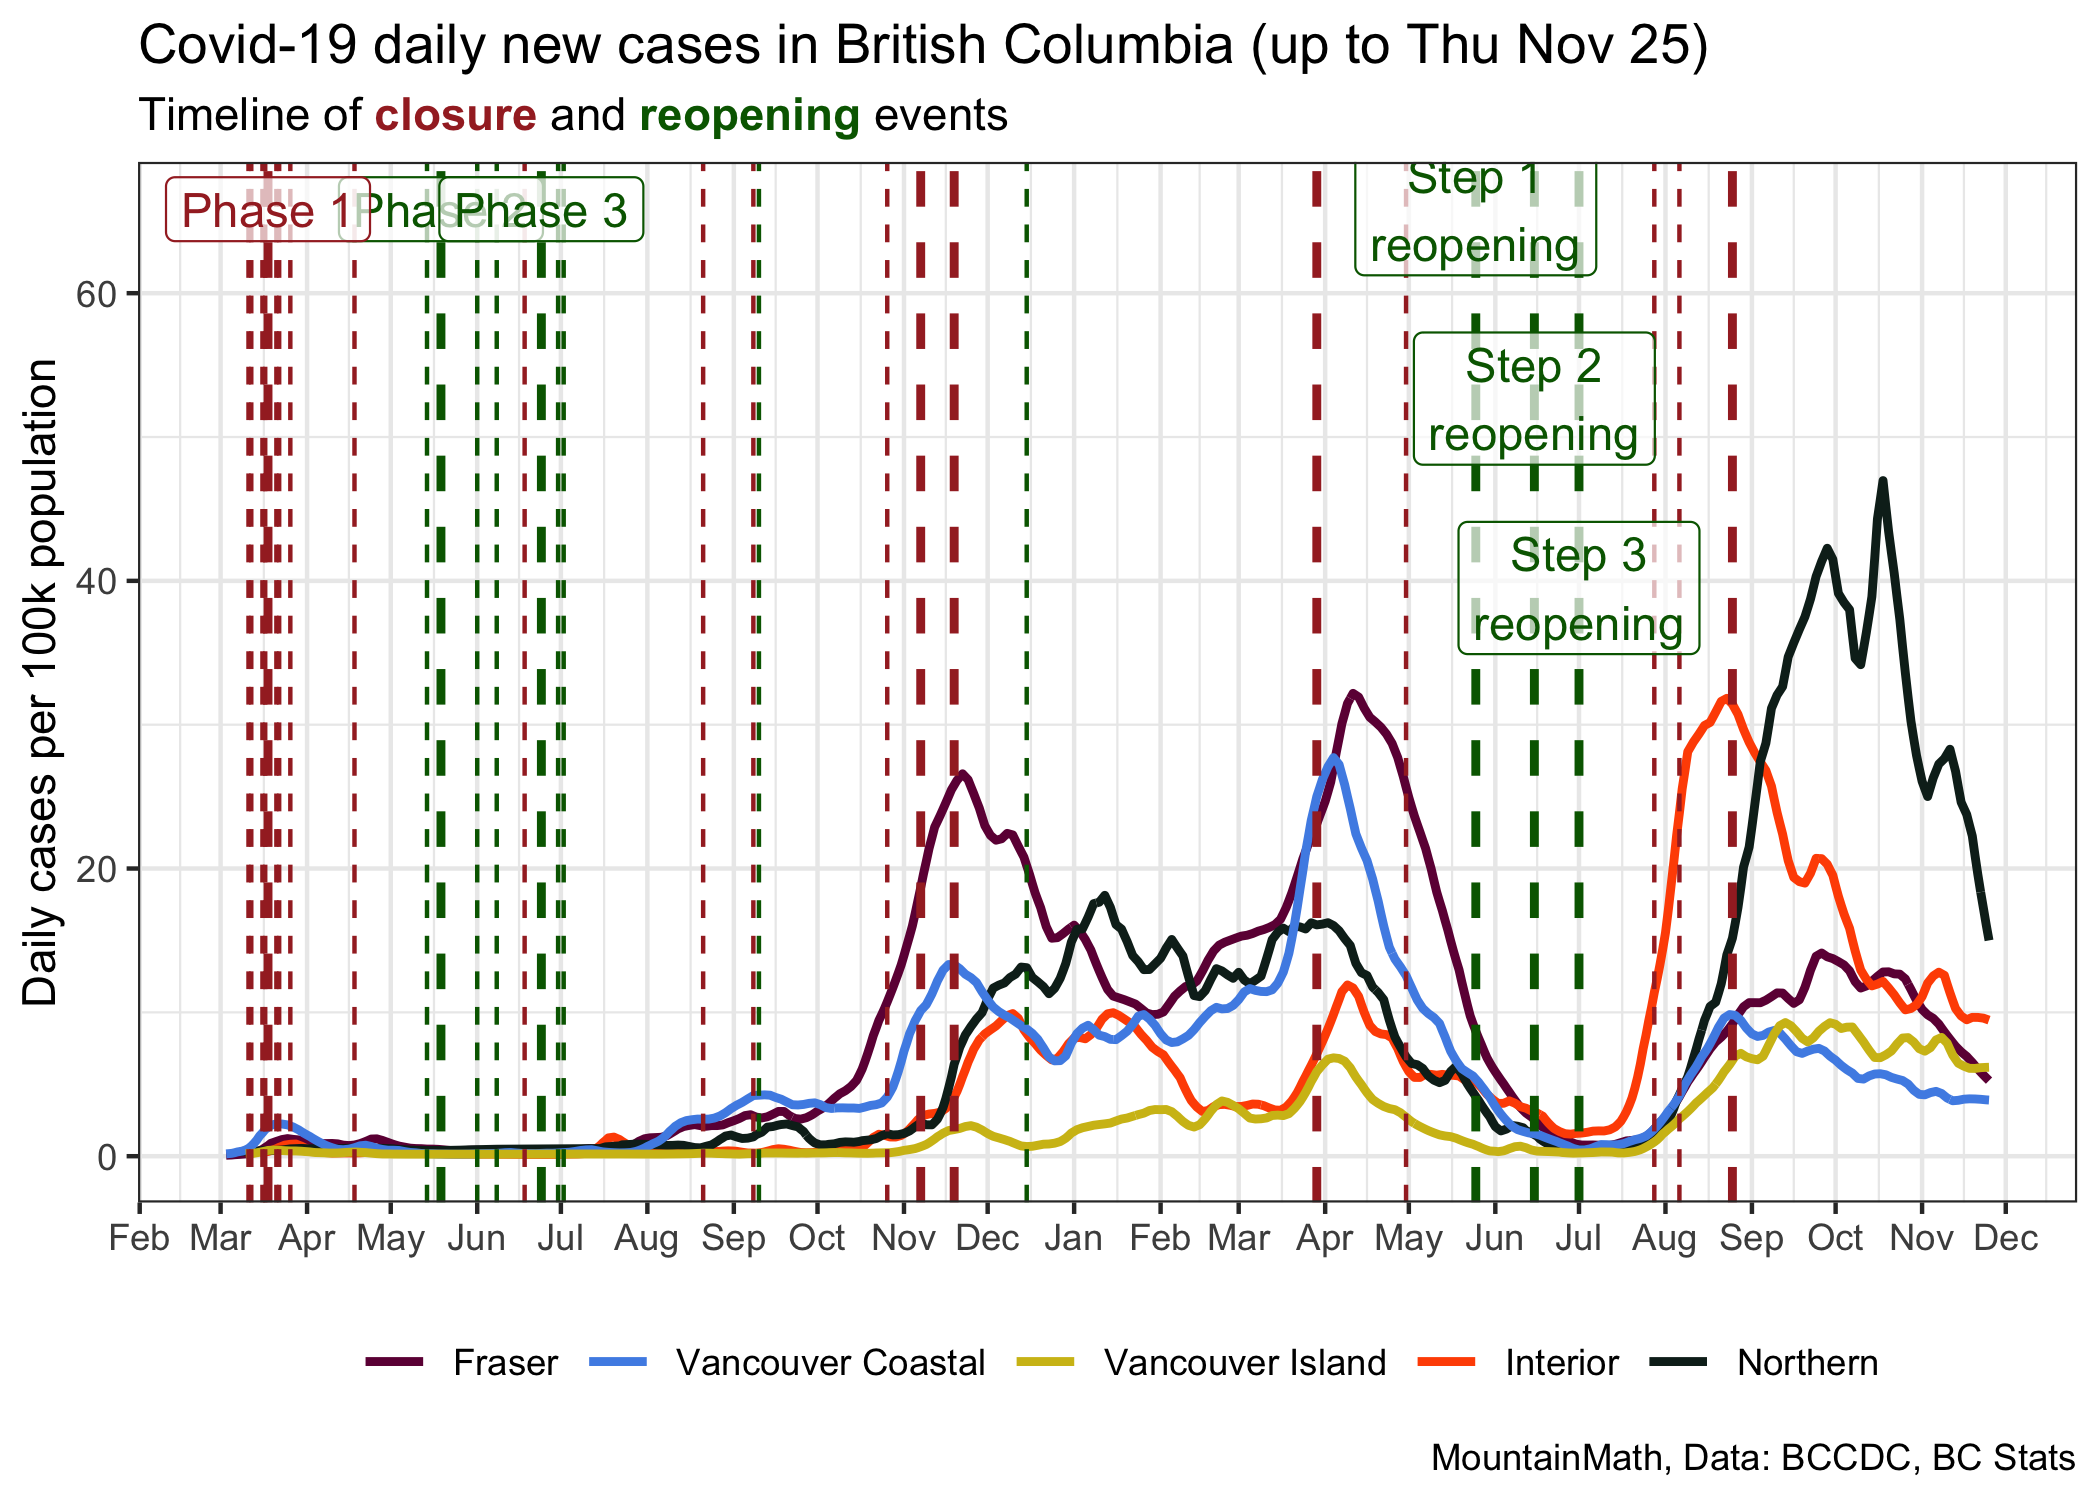 Covid-19 daily new cases in British Columbia (up to Thu Nov 25)
Timeline of closure and reopening events
Phase 1
Phase 2
Phase 3
Step 1
reopening
Step 2
reopening
Step 3
reopening
Daily cases per 100k population
60
40
20
0
Feb Mar Apr May Jun Jul Aug Sep Oct Nov Dec Jan Feb Mar Apr May Jun Jul Aug Sep Oct Nov Dec
Fraser Vancouver Coastal Vancouver Island Interior Northern
MountainMath, Data: BCCDC, BC Stats